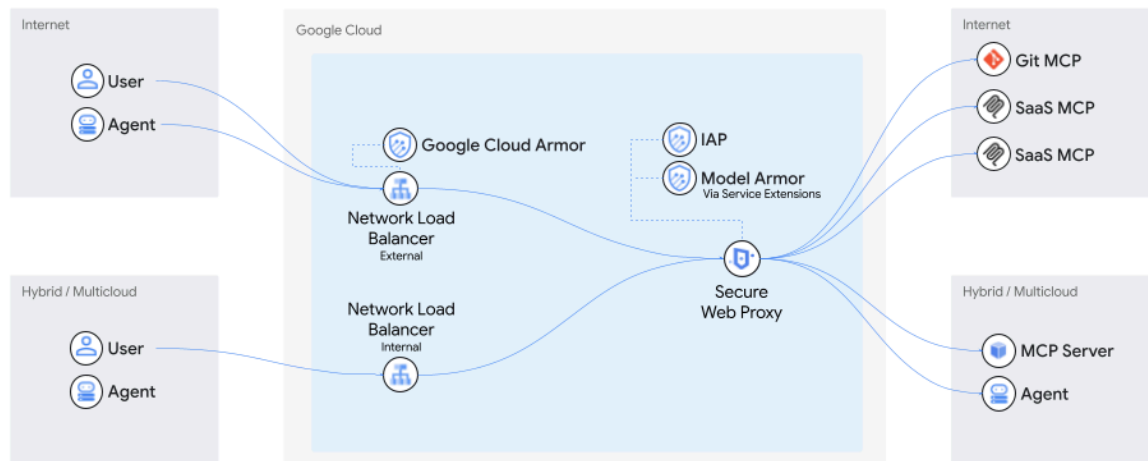 Internet
User
Agent
Hybrid / Multicloud
User
Agent
Google Cloud
Google Cloud Armor
Network Load
Balancer
External
Network Load
Balancer
Internal
IAP
Model Armor
Via Service Extensions
Secure
Web Proxy
Internet
Git MCP
SaaS MCP
SaaS MCP
Hybrid / Multicloud
MCP Server
Agent